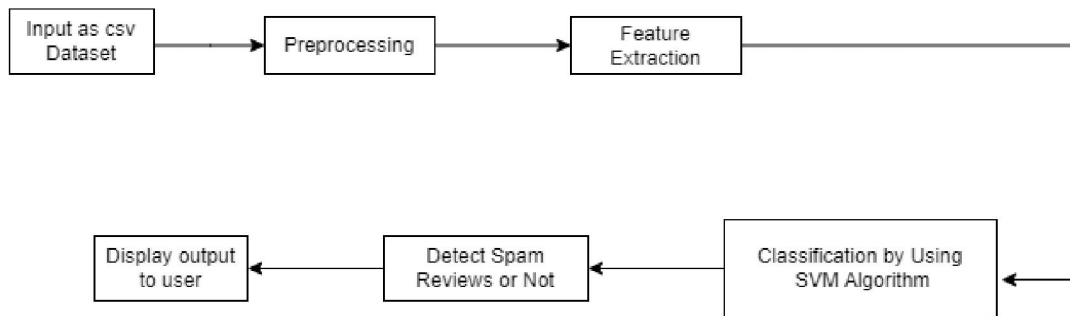 Input as csv
Dataset
Preprocessing
Feature
Extraction
Classification by Using
SVM Algorithm
Detect Spam
Reviews or Not
Display output
to user